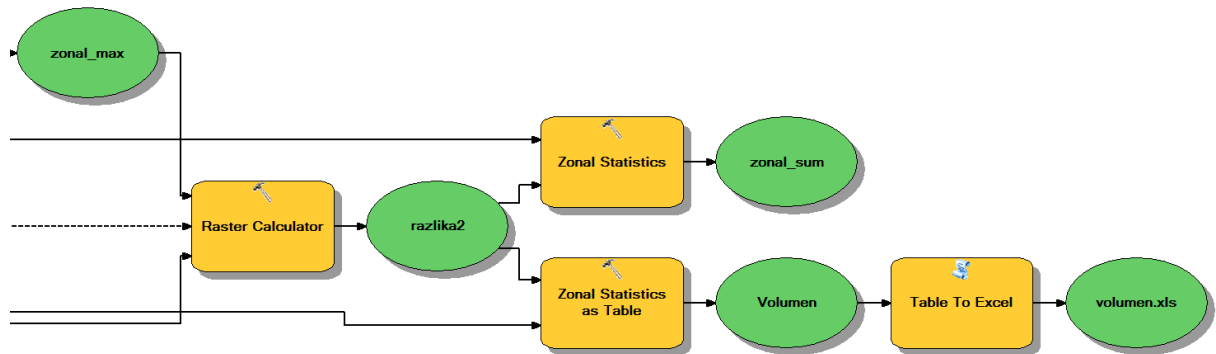 zonal_max
Zonal Statistics
zonal_sum
Raster Calculator
razlika2
Zonal Statistics
as Table
Volumen
Table To Excel
volumen.xls